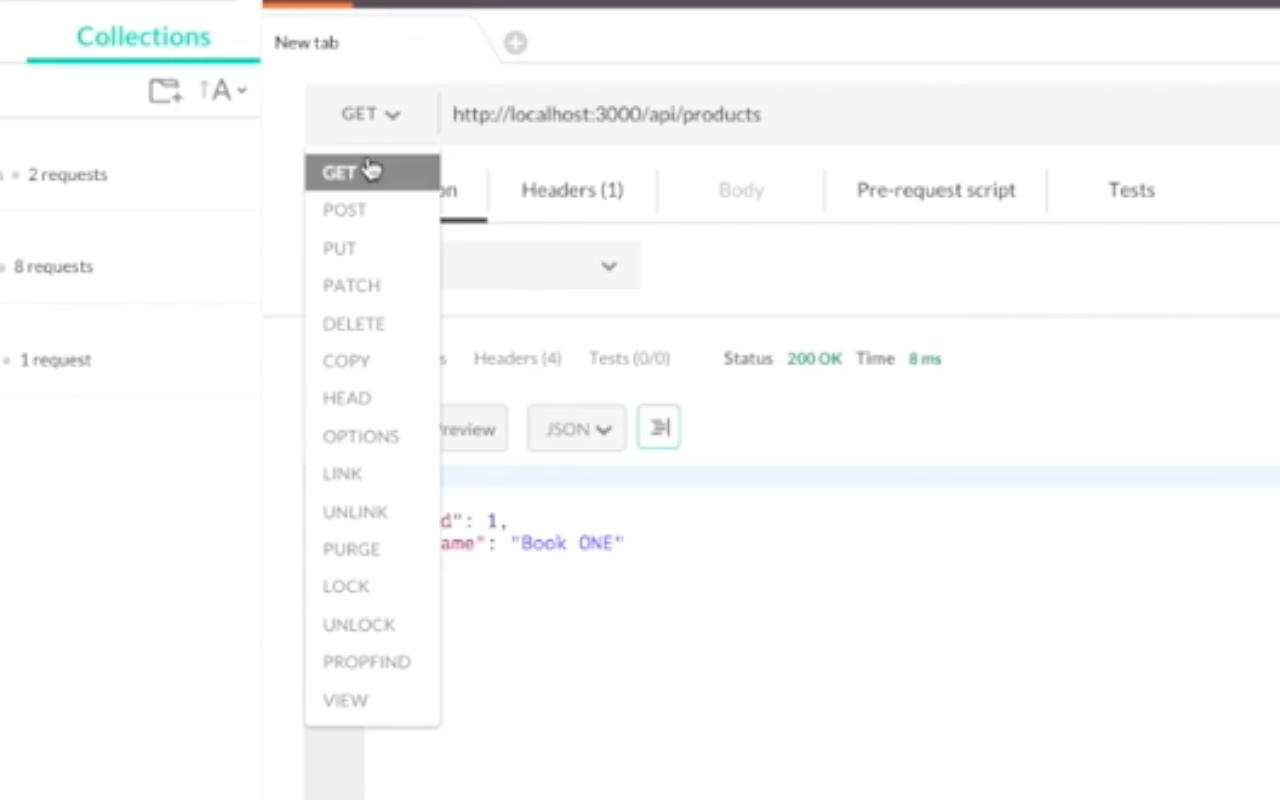 Collections
New tab
A
GET
http://localhost:3000/api/products
2 requests
8 requests
1 request
GET
POST
PUT
PATCH
DELETE
COPY
HEAD
OPTIONS
LINK
UNLINK
PURGE
LOCK
UNLOCK
PROPFIND
VIEW
Headers (1)
Body
Pre-request script
Tests
Headers (4)
Tests (0/0)
Status 200 OK Time 8 ms
JSON
d": 1,
ame": "Book ONE"